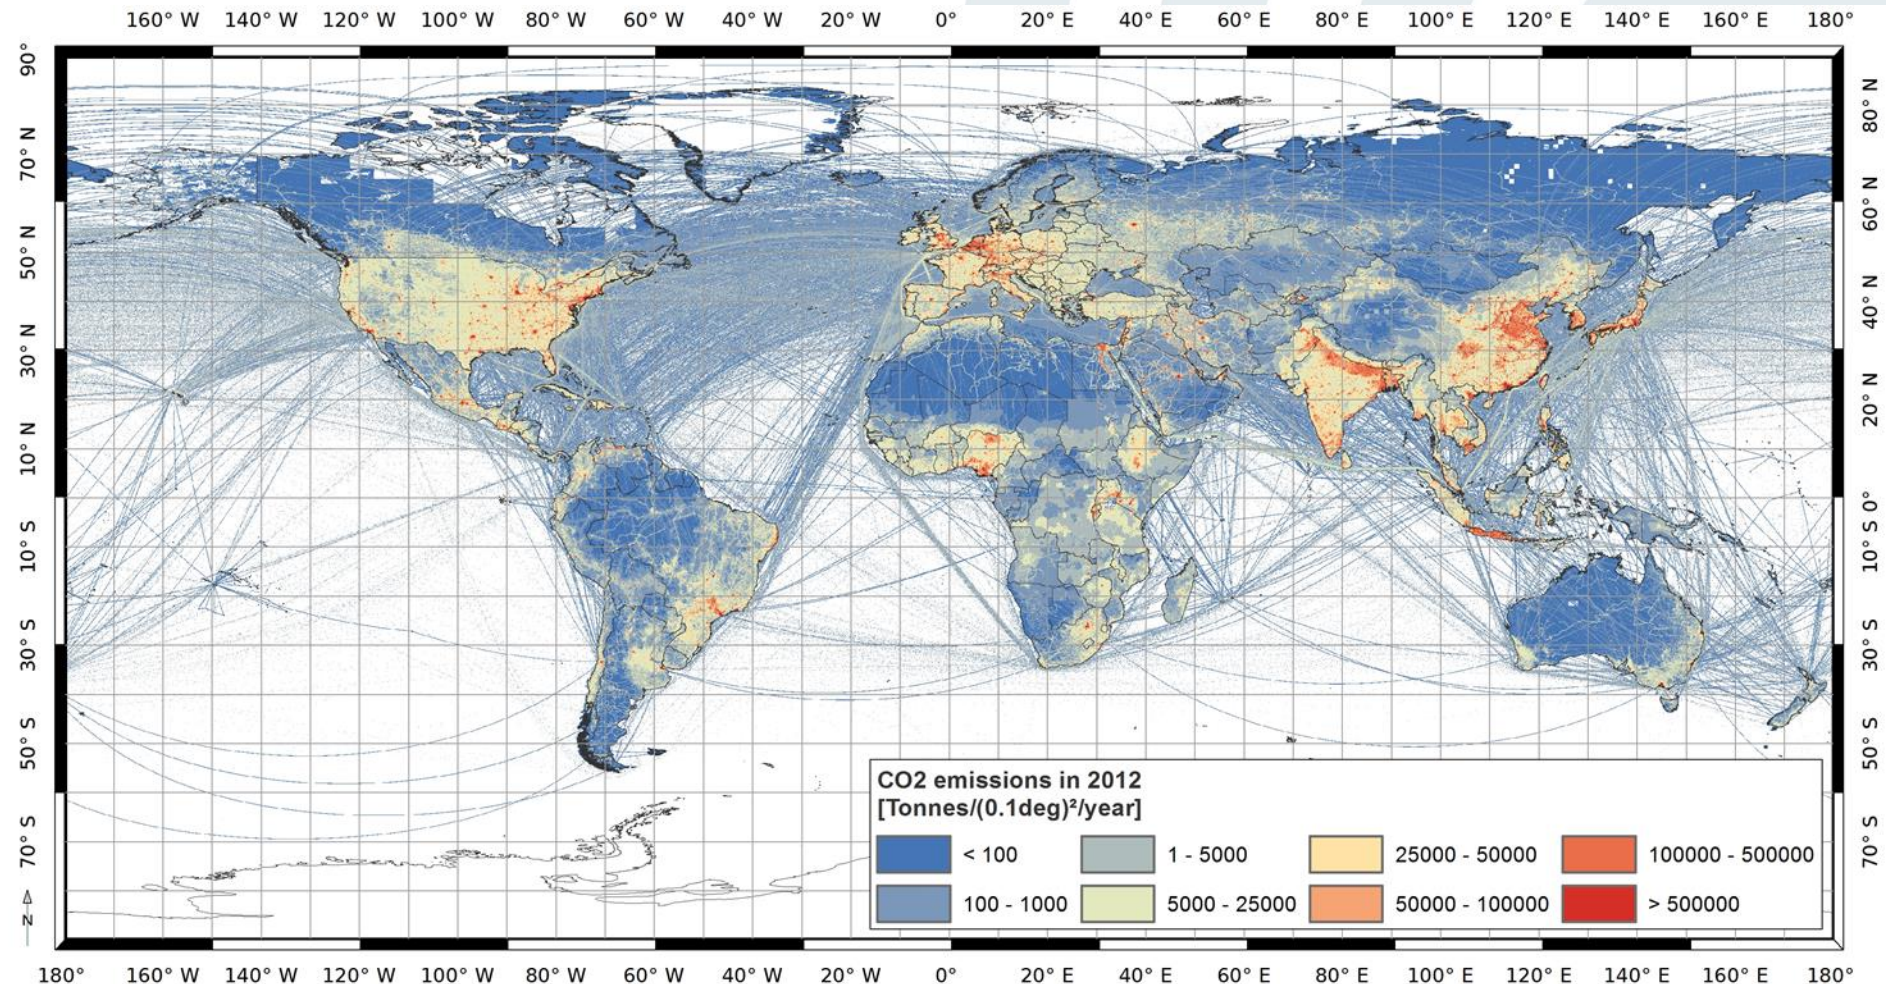 160° W 140° W 120° W 100° W 80° W 60° W 40° W 20° W 0° 20° E 40° E 60° E 80° E 100° E 120° E 140° E 160° E 180°
90°
70° N
50° N
30° N
10° N
10° S
30° S
50° S
70° S
N
80° N
60° N
40° N
20° N
0°
10° S
30° S
50° S
70° S
CO2 emissions in 2012
[Tonnes/(0.1deg)²/year]
< 100 1 - 5000 25000 - 50000 100000 - 500000
100 - 1000 5000 - 25000 50000 - 100000 > 500000
180° 160° W 140° W 120° W 100° W 80° W 60° W 40° W 20° W 0° 20° E 40° E 60° E 80° E 100° E 120° E 140° E 160° E 180°